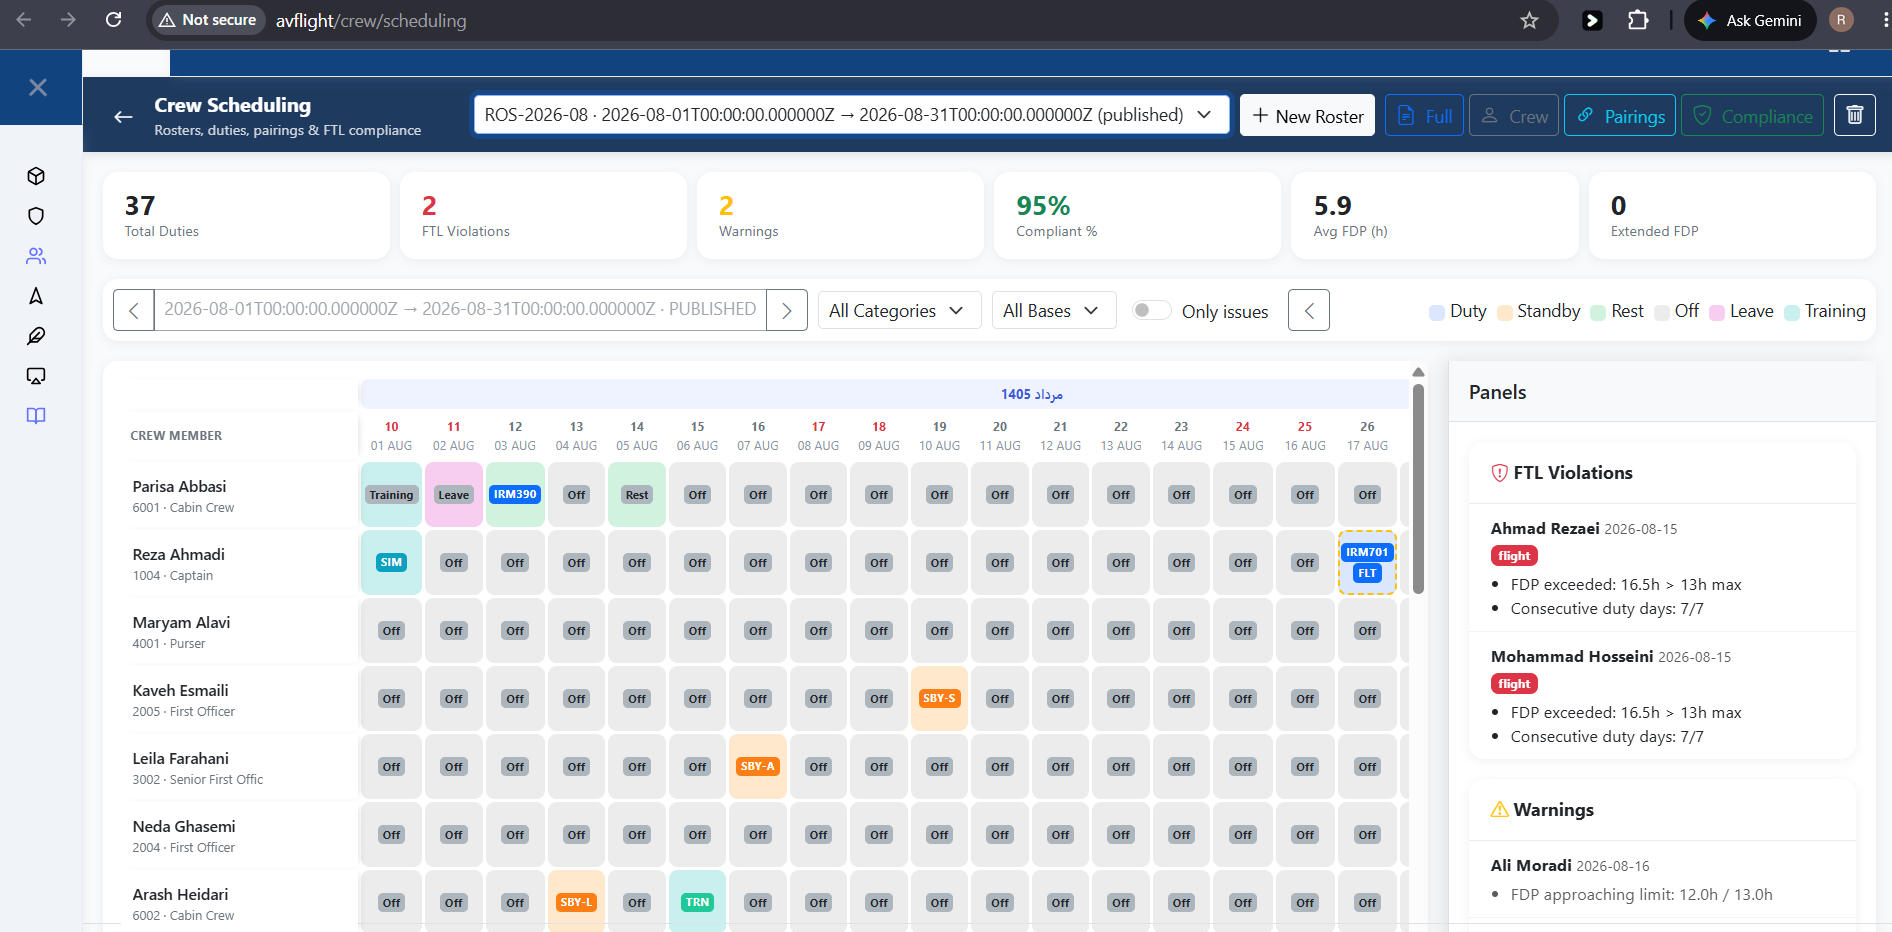 Not secure
avflight/crew/scheduling
Ask Gemini
R
Crew Scheduling
Rosters, duties, pairings & FTL compliance
ROS-2026-08 · 2026-08-01T00:00:00.000000Z → 2026-08-31T00:00:00.000000Z (published)
New Roster
Full
Crew
Pairings
Compliance
37
Total Duties
2
FTL Violations
2
Warnings
95%
Compliant %
5.9
Avg FDP (h)
0
Extended FDP
2026-08-01T00:00:00.000000Z → 2026-08-31T00:00:00.000000Z · PUBLISHED
All Categories
All Bases
Only issues
Duty Standby Rest Off Leave Training
مرداد 1405
CREW MEMBER
10 11 12 13 14 15 16 17 18 19 20 21 22 23 24 25 26
01 AUG 02 AUG 03 AUG 04 AUG 05 AUG 06 AUG 07 AUG 08 AUG 09 AUG 10 AUG 11 AUG 12 AUG 13 AUG 14 AUG 15 AUG 16 AUG 17 AUG
Parisa Abbasi
6001 · Cabin Crew
Training Leave IRM390 Off Rest Off Off Off Off Off Off Off Off Off Off Off Off
Reza Ahmadi
1004 · Captain
SIM Off Off Off Off Off Off Off Off Off Off Off Off Off Off Off IRM701
FLT
Maryam Alavi
4001 · Purser
Off Off Off Off Off Off Off Off Off Off Off Off Off Off Off Off Off
Kaveh Esmaili
2005 · First Officer
Off Off Off Off Off Off Off Off Off SBY-S Off Off Off Off Off Off Off
Leila Farahani
3002 · Senior First Offic
Off Off Off Off Off Off SBY-A Off Off Off Off Off Off Off Off Off Off
Neda Ghasemi
2004 · First Officer
Off Off Off Off Off Off Off Off Off Off Off Off Off Off Off Off Off
Arash Heidari
6002 · Cabin Crew
Off Off Off SBY-L Off TRN Off Off Off Off Off Off Off Off Off Off Off
Panels
FTL Violations
Ahmad Rezaei 2026-08-15
flight
• FDP exceeded: 16.5h > 13h max
• Consecutive duty days: 7/7
Mohammad Hosseini 2026-08-15
flight
• FDP exceeded: 16.5h > 13h max
• Consecutive duty days: 7/7
Warnings
Ali Moradi 2026-08-16
• FDP approaching limit: 12.0h / 13.0h